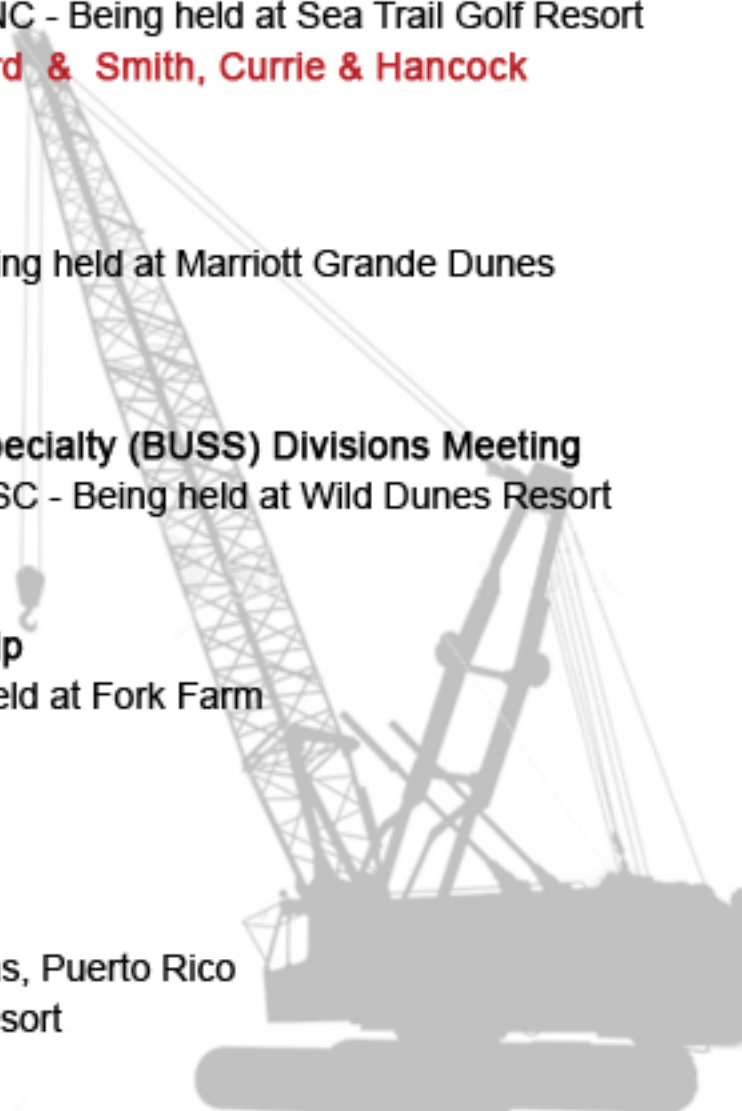 NC - Being held at Sea Trail Golf Resort
rd & Smith, Currie & Hancock
ing held at Marriott Grande Dunes
pecialty (BUSS) Divisions Meeting
SC - Being held at Wild Dunes Resort
ip
eld at Fork Farm
s, Puerto Rico
sort